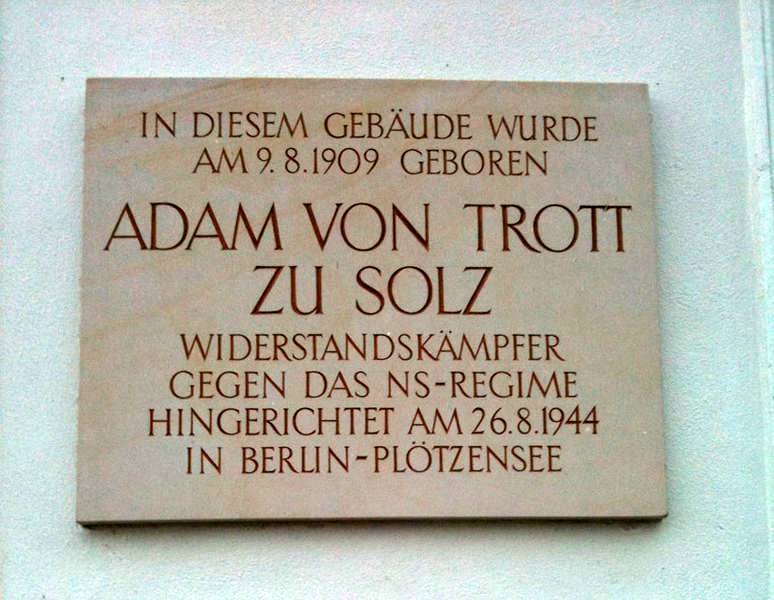 IN DIESEM GEBÄUDE WURDE
AM 9.8.1909 GEBOREN
ADAM VON TROTT
ZU SOLZ
WIDERSTANDSKÄMPFER
GEGEN DAS NS-REGIME
HINGERICHTET AM 26.8.1944
IN BERLIN-PLÖTZENSEE